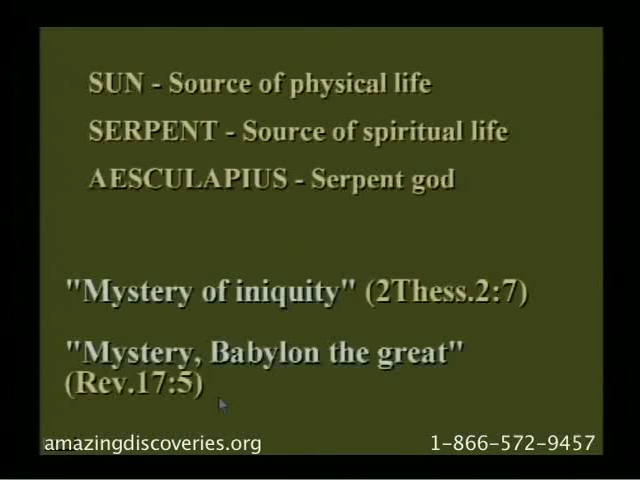 SUN - Source of physical life
SERPENT - Source of spiritual life
AESCULAPIUS - Serpent god
"Mystery of iniquity" (2Thess.2:7)
"Mystery, Babylon the great"
(Rev.17:5)
amazingdiscoveries.org 1-866-572-9457